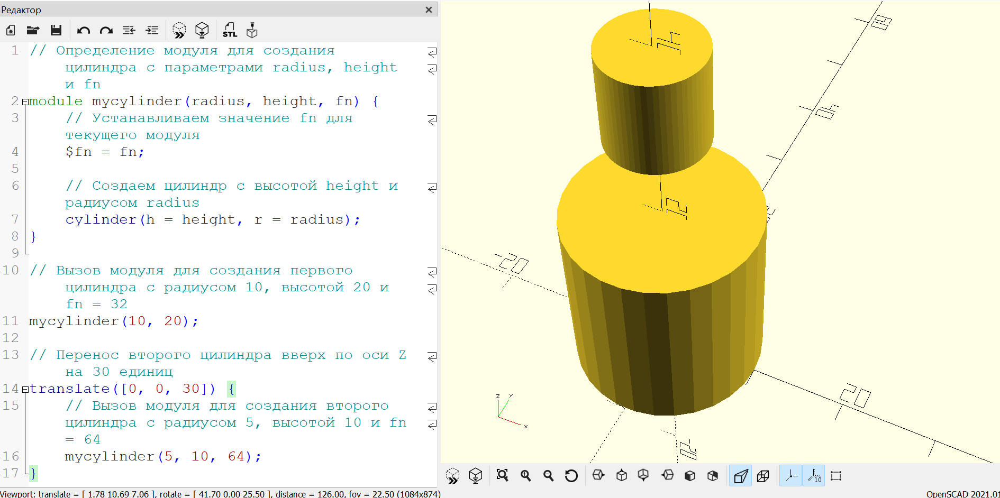 Редактор
STL
1 // Определение модуля для создания
цилиндра с параметрами radius, height
и fn
2 module mycylinder(radius, height, fn) {
3 // Устанавливаем значение fn для
текущего модуля
4 $fn = fn;
5
6 // Создаем цилиндр с высотой height и
радиусом radius
7 cylinder(h = height, r = radius);
8 }
9
10 // Вызов модуля для создания первого
цилиндра с радиусом 10, высотой 20 и
fn = 32
11 mycylinder(10, 20);
12
13 // Перенос второго цилиндра вверх по оси Z
на 30 единиц
14 translate([0, 0, 30]) {
15 // Вызов модуля для создания второго
цилиндра с радиусом 5, высотой 10 и fn
= 64
16 mycylinder(5, 10, 64);
17 }
-20
20
z
y
x
10
Viewport: translate = [ 1.78 10.69 7.06 ], rotate = [ 41.70 0.00 25.50 ], distance = 126.00, fov = 22.50 (1084x874)
OpenSCAD 2021.01